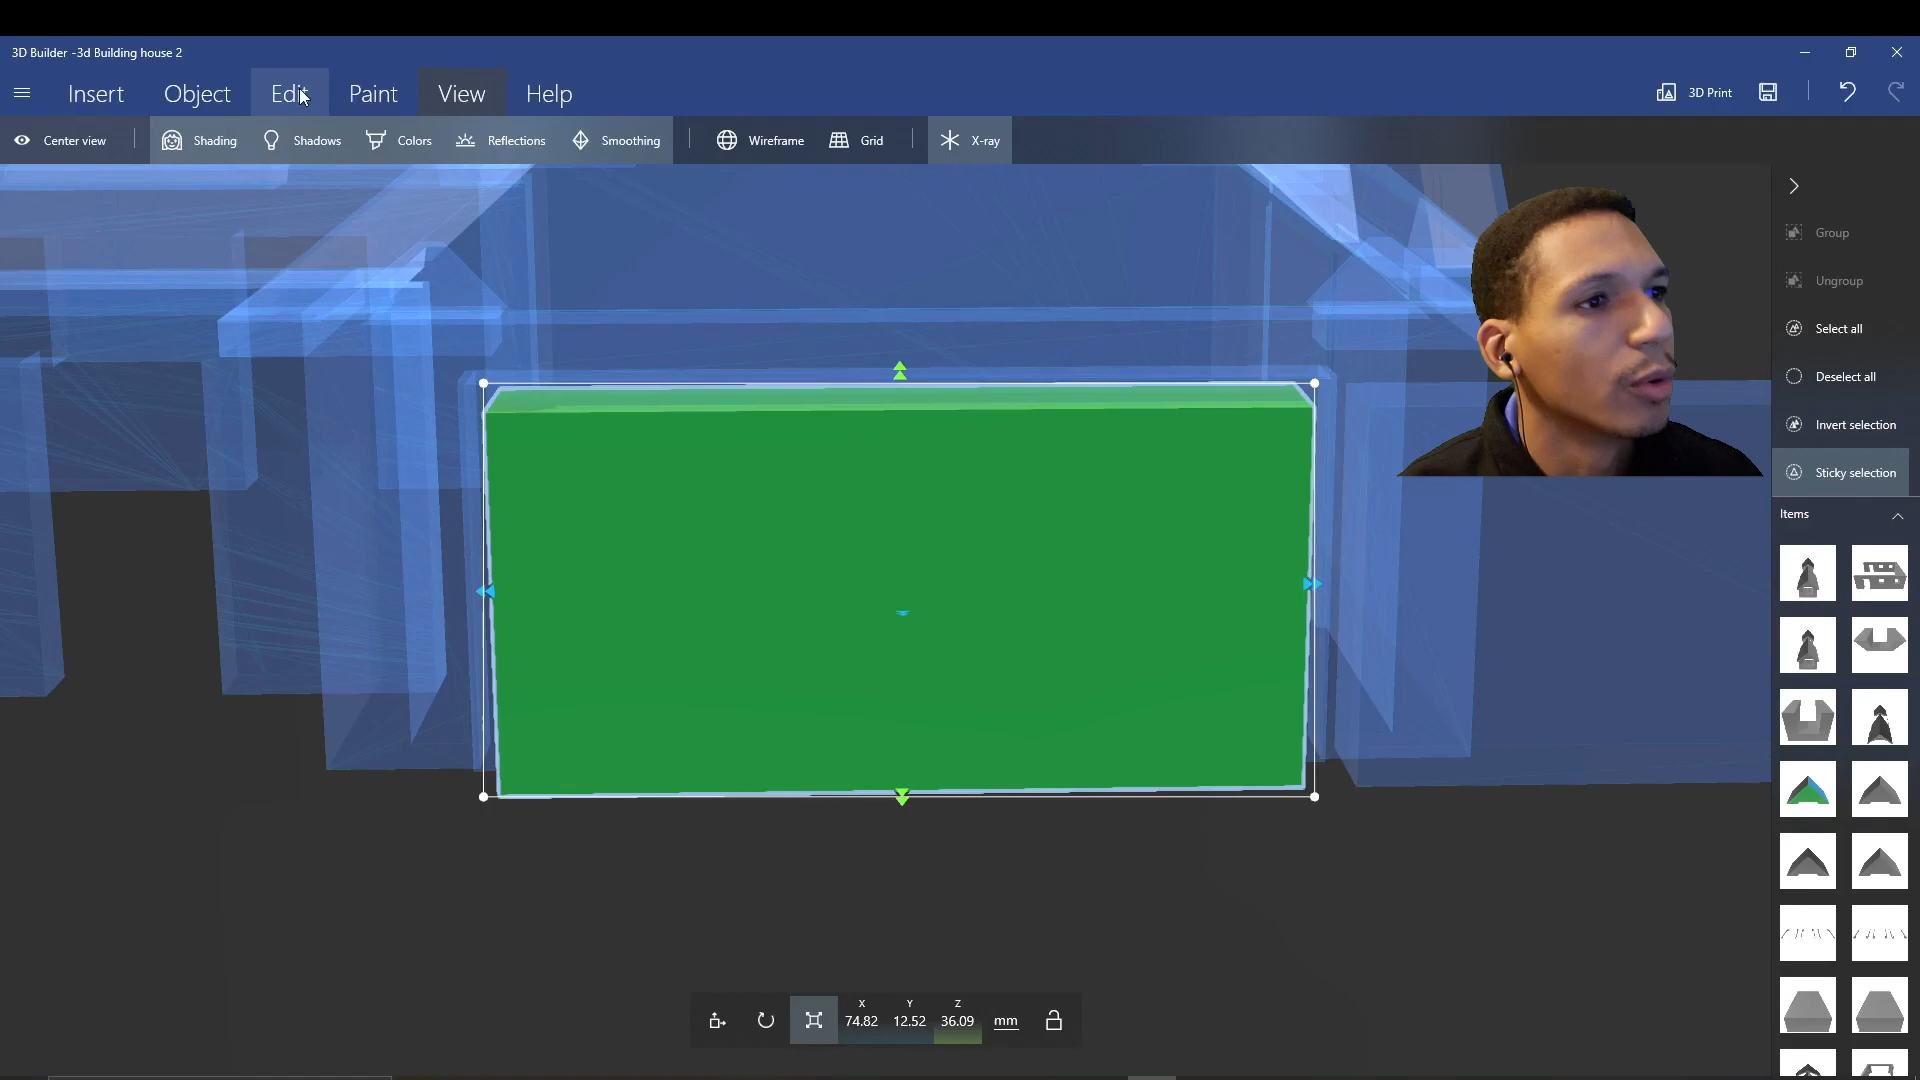 3D Builder -3d Building house 2
Insert Object Edit Paint View Help 3D Print
Center view Shading Shadows Colors Reflections Smoothing Wireframe Grid X-ray
Group
Ungroup
Select all
Deselect all
Invert selection
Sticky selection
Items
X Y Z
74.82 12.52 36.09 mm